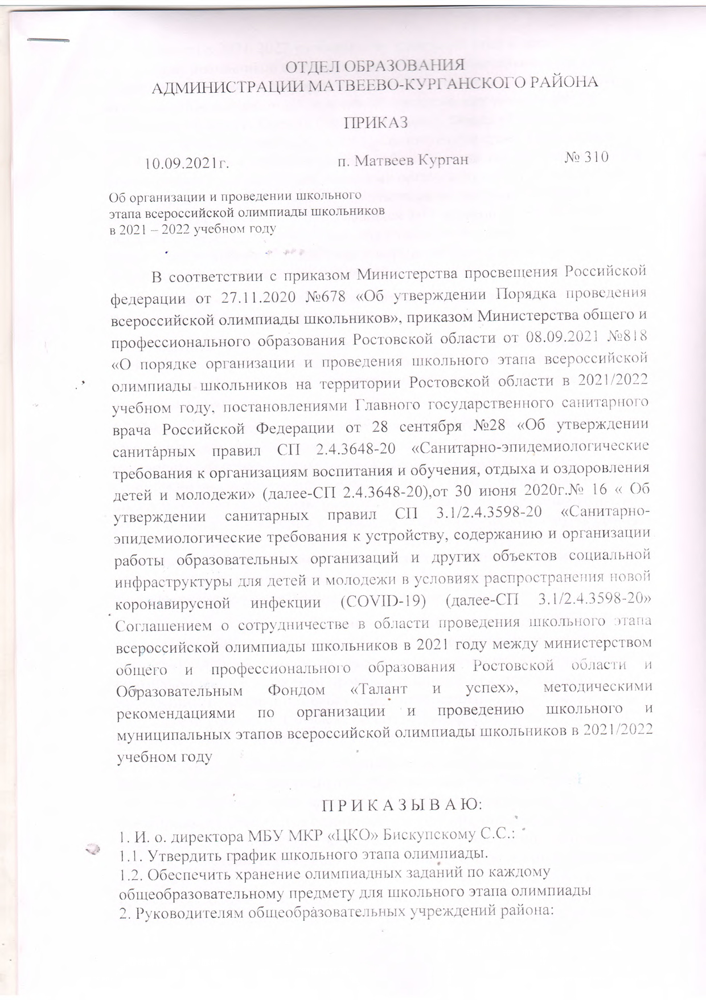 ОТДЕЛ ОБРАЗОВАНИЯ
АДМИНИСТРАЦИИ МАТВЕЕВО-КУРГАНСКОГО РАЙОНА
ПРИКАЗ
10.09.2021г. п. Матвеев Курган № 310
Об организации и проведении школьного
этапа всероссийской олимпиады школьников
в 2021 – 2022 учебном году
В соответствии с приказом Министерства просвещения Российской
федерации от 27.11.2020 №678 «Об утверждении Порядка проведения
всероссийской олимпиады школьников», приказом Министерства общего и
профессионального образования Ростовской области от 08.09.2021 №818
«О порядке организации и проведения школьного этапа всероссийской
олимпиады школьников на территории Ростовской области в 2021/2022
учебном году, постановлениями Главного государственного санитарного
врача Российской Федерации от 28 сентября №28 «Об утверждении
санитарных правил СП 2.4.3648-20 «Санитарно-эпидемиологические
требования к организациям воспитания и обучения, отдыха и оздоровления
детей и молодежи» (далее-СП 2.4.3648-20),от 30 июня 2020г.№ 16 « Об
утверждении санитарных правил СП 3.1/2.4.3598-20 «Санитарно-
эпидемиологические требования к устройству, содержанию и организации
работы образовательных организаций и других объектов социальной
инфраструктуры для детей и молодежи в условиях распространения новой
коронавирусной инфекции (COVID-19) (далее-СП 3.1/2.4.3598-20»
Соглашением о сотрудничестве в области проведения школьного этапа
всероссийской олимпиады школьников в 2021 году между министерством
общего и профессионального образования Ростовской области и
Образовательным Фондом «Талант и успех», методическими
рекомендациями по организации и проведению школьного и
муниципальных этапов всероссийской олимпиады школьников в 2021/2022
учебном году
П Р И К А З Ы В А Ю:
1. И. о. директора МБУ МКР «ЦКО» Бискупскому С.С.:
1.1. Утвердить график школьного этапа олимпиады.
1.2. Обеспечить хранение олимпиадных заданий по каждому
общеобразовательному предмету для школьного этапа олимпиады
2. Руководителям общеобразовательных учреждений района: